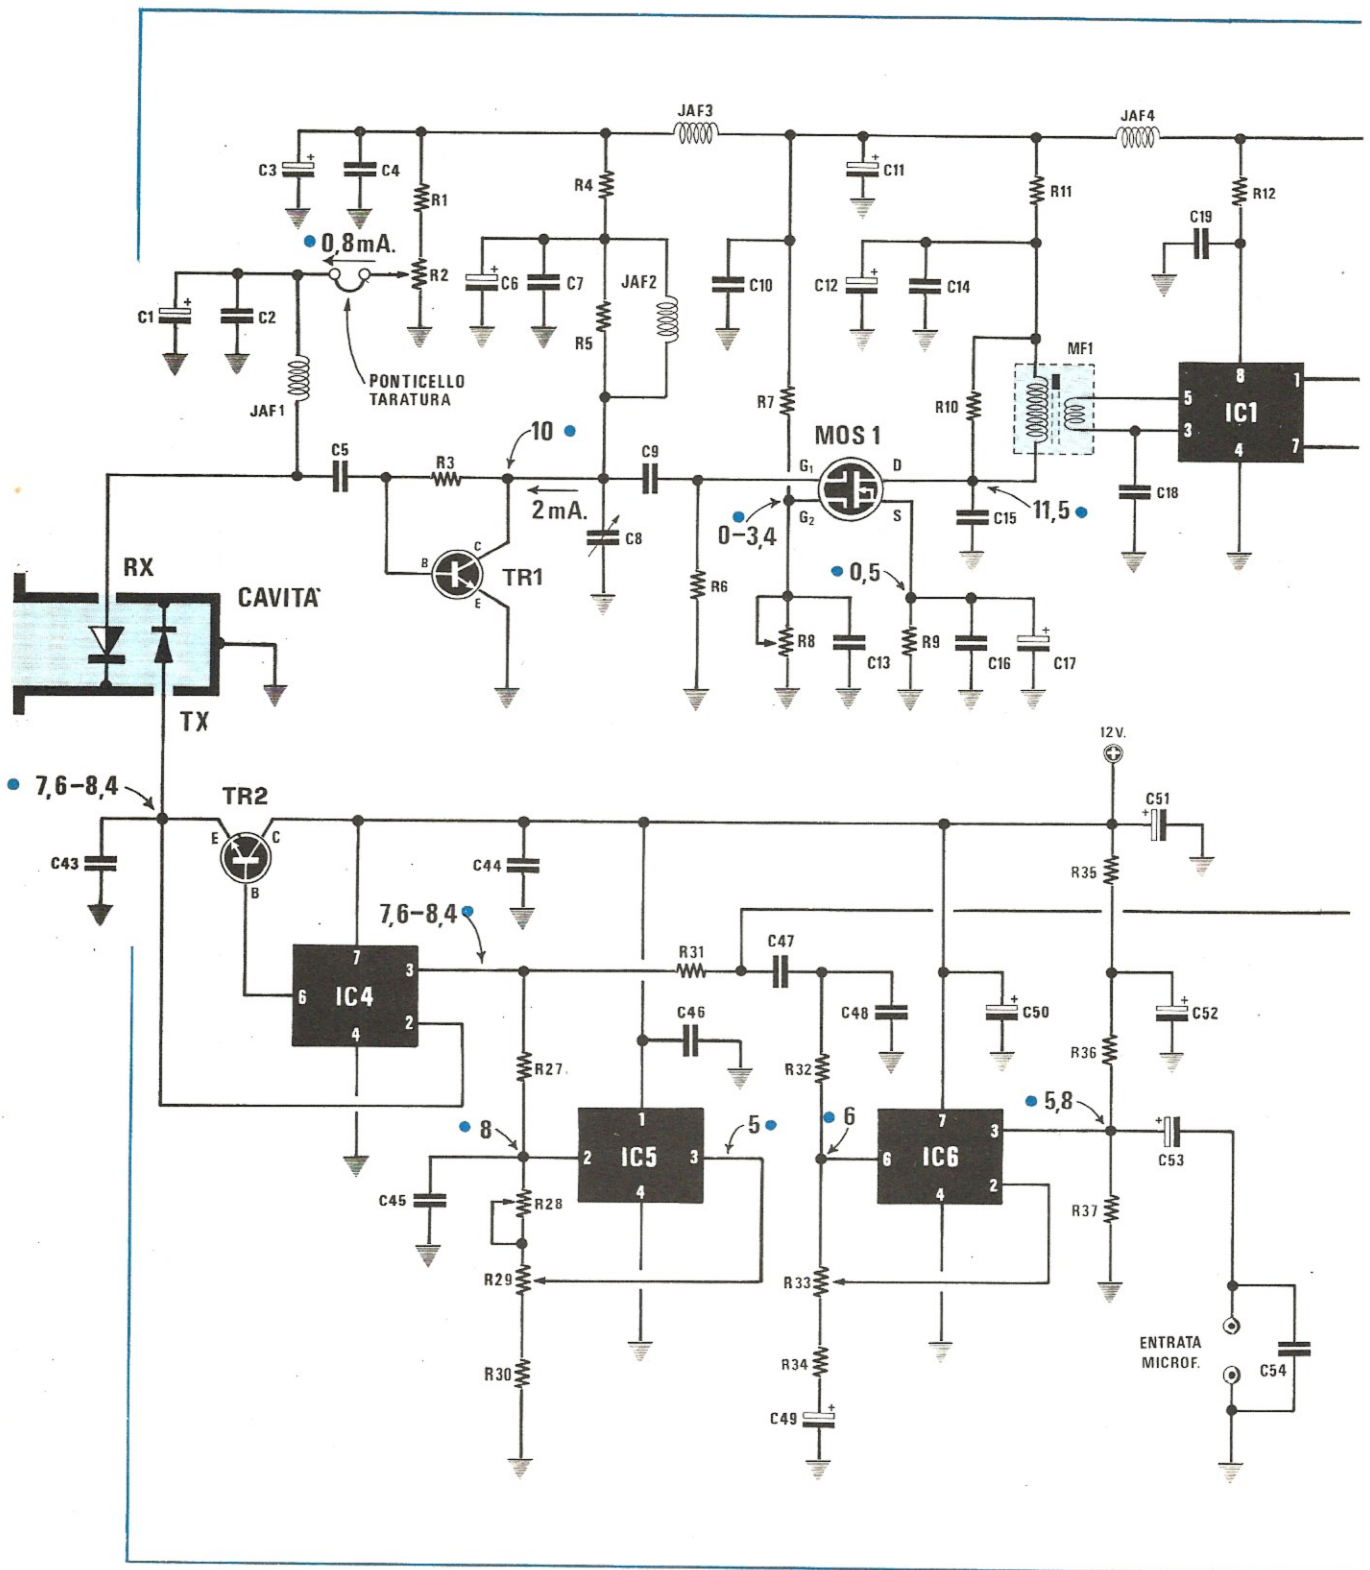 JAF3
JAF4
C3 +
C4
R1
R4
C11 +
R11
R12
C19
0,8mA.
R2
C6 +
C7
JAF2
R5
C10
C12 +
C14
C1 +
C2
JAF1
PONTICELLO
TARATURA
MF1
R7
R10
8
5
3
4
1
7
IC1
C5
R3
10
C9
MOS 1
G1
G2
D
S
2mA.
0-3,4
C15
11,5
C18
B
C
E
TR1
C8
R6
0,5
R8
C13
R9
C16
C17 +
RX
CAVITA'
TX
12V.
+
7,6-8,4
TR2
E
C
B
C43
C44
C51 +
R35
7,6-8,4
7
3
6
IC4
2
4
R31
C47
C46
C48
C50 +
C52 +
R27
R32
R36
8
1
5
6
7
5,8
2
IC5
3
4
6
IC6
3
2
4
C53 +
C45
R28
R37
R29
R33
ENTRATA
MICROF.
C54
R30
R34
C49 +